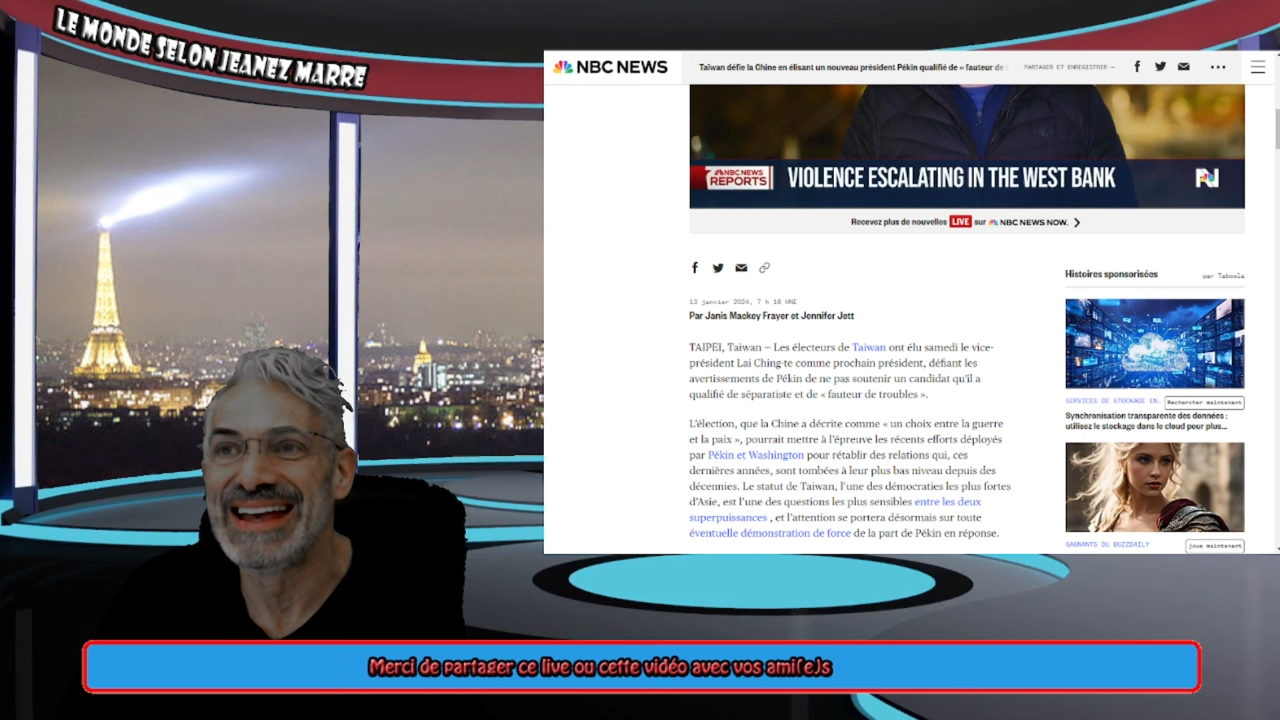 LE MONDE SELON JEANEZ MARRE
NBC NEWS
Taïwan défie la Chine en élisant un nouveau président Pékin qualifié de « fauteur de
PARTAGER ET ENREGISTRER —
NBC NEWS
REPORTS
VIOLENCE ESCALATING IN THE WEST BANK
Recevez plus de nouvelles LIVE sur NBC NEWS NOW.
Histoires sponsorisées
par Taboola
13 janvier 2024, 7 h 16 HNE
Par Janis Mackey Frayer et Jennifer Jett
TAIPEI, Taiwan — Les électeurs de Taiwan ont élu samedi le vice-
président Lai Ching-te comme prochain président, défiant les
avertissements de Pékin de ne pas soutenir un candidat qu'il a
qualifié de séparatiste et de « fauteur de troubles ».
L'élection, que la Chine a décrite comme « un choix entre la guerre
et la paix », pourrait mettre à l'épreuve les récents efforts déployés
par Pékin et Washington pour rétablir des relations qui, ces
dernières années, sont tombées à leur plus bas niveau depuis des
décennies. Le statut de Taiwan, l'une des démocraties les plus fortes
d'Asie, est l'une des questions les plus sensibles entre les deux
superpuissances , et l'attention se portera désormais sur toute
éventuelle démonstration de force de la part de Pékin en réponse.
SERVICES DE STOCKAGE EN.
Rechercher maintenant
Synchronisation transparente des données :
utilisez le stockage dans le cloud pour plus...
GAGNANTS DU BUZZDAILY
joue maintenant
Merci de partager ce live ou cette vidéo avec vos ami(e)s